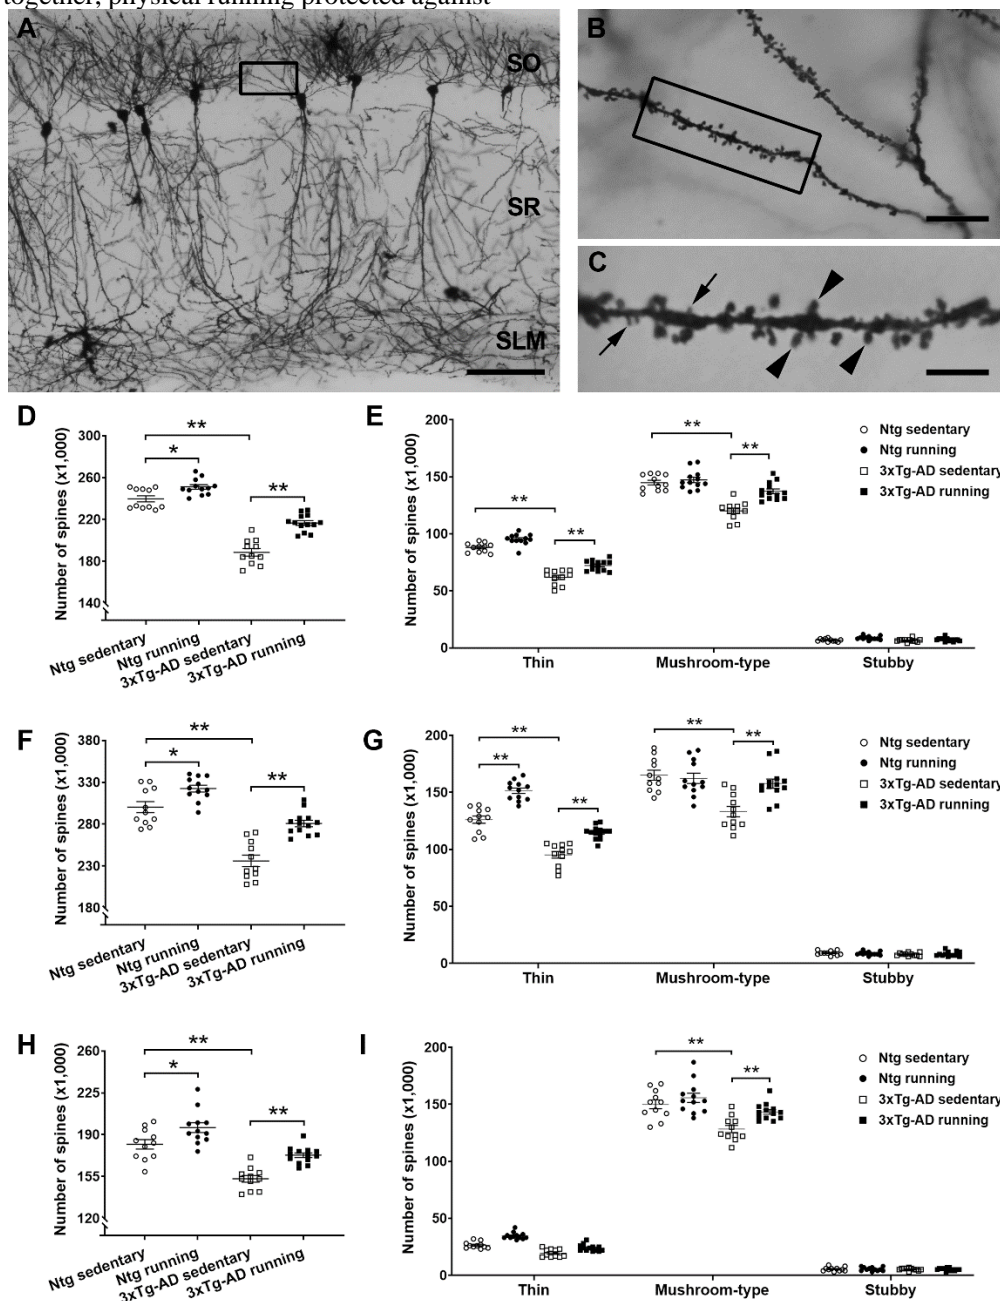 together, physical running protected against
A
SO
SR
SLM
B
C
D
Number of spines (x1,000)
300
260
220
180
140
**
*
**
Ntg sedentary
Ntg running
3xTg-AD sedentary
3xTg-AD running
E
Number of spines (x1,000)
200
150
100
50
0
**
**
**
**
Thin
Mushroom-type
Stubby
Ntg sedentary
Ntg running
3xTg-AD sedentary
3xTg-AD running
F
Number of spines (x1,000)
380
330
280
230
180
**
*
**
Ntg sedentary
Ntg running
3xTg-AD sedentary
3xTg-AD running
G
Number of spines (x1,000)
200
150
100
50
0
**
**
**
**
**
Thin
Mushroom-type
Stubby
Ntg sedentary
Ntg running
3xTg-AD sedentary
3xTg-AD running
H
Number of spines (x1,000)
260
225
190
155
120
**
*
**
Ntg sedentary
Ntg running
3xTg-AD sedentary
3xTg-AD running
I
Number of spines (x1,000)
200
150
100
50
0
**
**
Thin
Mushroom-type
Stubby
Ntg sedentary
Ntg running
3xTg-AD sedentary
3xTg-AD running